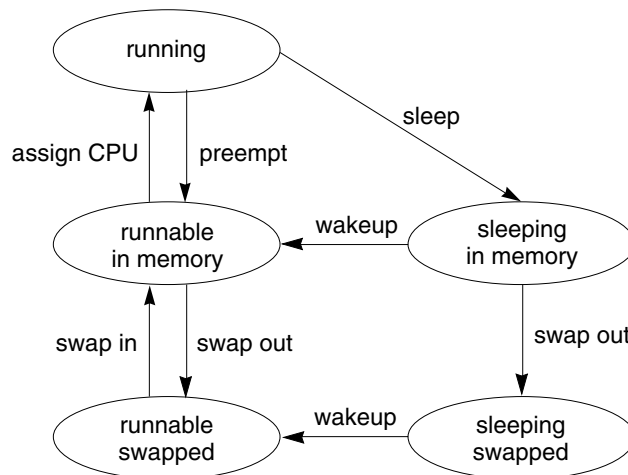 running
sleep
assign CPU
preempt
runnable
in memory
wakeup
sleeping
in memory
swap in
swap out
swap out
runnable
swapped
wakeup
sleeping
swapped